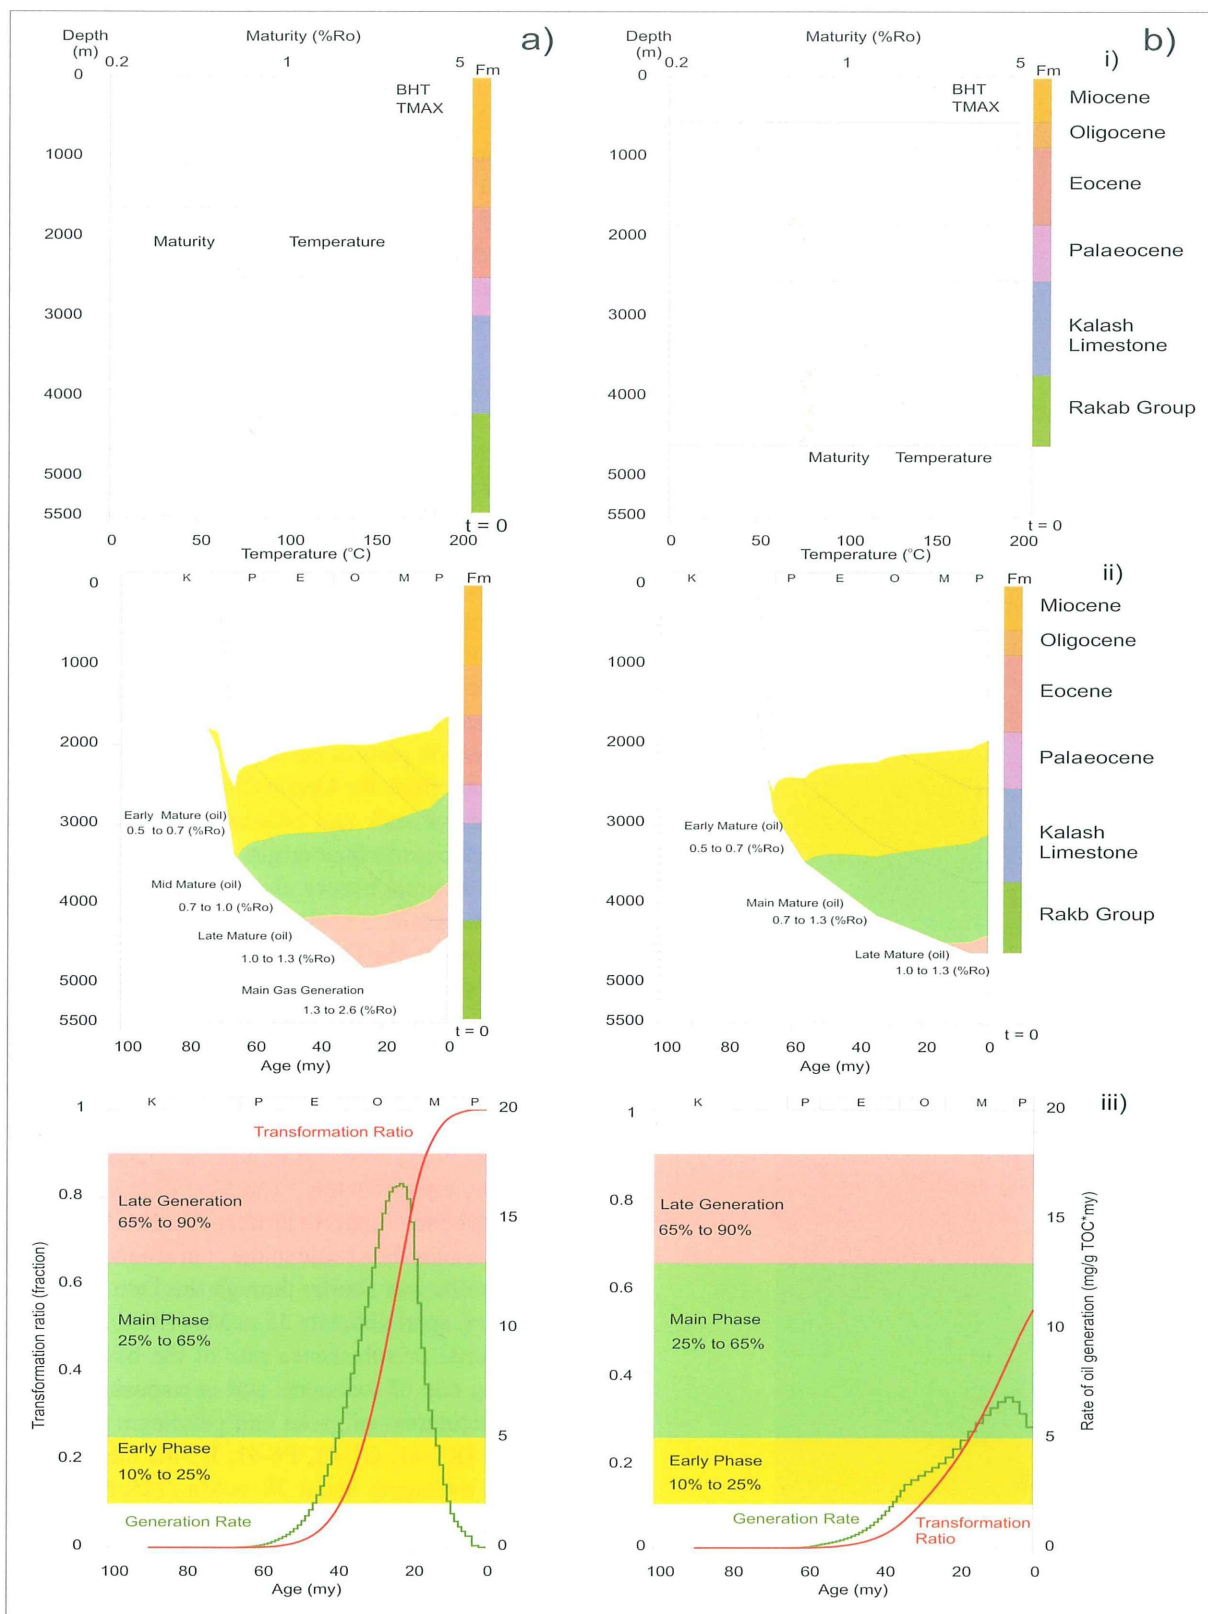 Depth
(m)
Maturity (%Ro)
a)
0.2
1
5
0
Fm
BHT
TMAX
1000
2000
Maturity
Temperature
3000
4000
5000
5500
t = 0
0
50
100
150
200
Temperature (°C)
Depth
(m)
Maturity (%Ro)
b)
0.2
1
5
i)
0
Fm
BHT
TMAX
Miocene
Oligocene
1000
Eocene
2000
Palaeocene
3000
Kalash
Limestone
4000
Rakab Group
Maturity
Temperature
5000
5500
t = 0
0
50
100
150
200
Temperature (°C)
0
K
P
E
O
M
P
Fm
1000
2000
3000
Early Mature (oil)
0.5 to 0.7 (%Ro)
Mid Mature (oil)
4000
0.7 to 1.0 (%Ro)
Late Mature (oil)
1.0 to 1.3 (%Ro)
5000
Main Gas Generation
1.3 to 2.6 (%Ro)
5500
t = 0
100
80
60
40
20
0
Age (my)
0
K
P
E
O
M
P
Fm
ii)
Miocene
Oligocene
1000
Eocene
2000
Palaeocene
3000
Early Mature (oil)
0.5 to 0.7 (%Ro)
Kalash
Limestone
Main Mature (oil)
4000
0.7 to 1.3 (%Ro)
Rakb Group
Late Mature (oil)
1.0 to 1.3 (%Ro)
5000
5500
t = 0
100
80
60
40
20
0
Age (my)
1
K
P
E
O
M
P
20
Transformation Ratio
0.8
Late Generation
65% to 90%
15
0.6
Main Phase
25% to 65%
10
0.4
Early Phase
10% to 25%
5
0.2
Generation Rate
0
0
100
80
60
40
20
0
Age (my)
Transformation ratio (fraction)
1
K
P
E
O
M
P
20
iii)
0.8
Late Generation
65% to 90%
15
0.6
Main Phase
25% to 65%
10
0.4
Early Phase
10% to 25%
5
0.2
Generation Rate
Transformation
Ratio
0
0
100
80
60
40
20
0
Age (my)
Rate of oil generation (mg/g TOC*my)